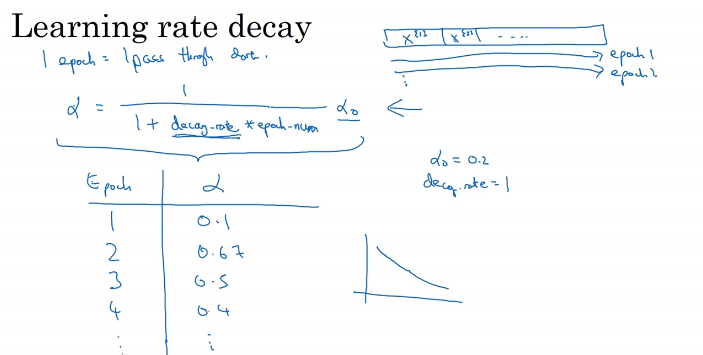 Learning rate decay
1 epoch = 1 pass through data.
X^{1} | X^{2} | ....
epoch 1
epoch 2
⋮
α = 1 / (1 + decay-rate * epoch-num) α₀ ←
α₀ = 0.2
decay-rate = 1
Epoch | α
1 | 0.1
2 | 0.67
3 | 0.5
4 | 0.4
⋮ | ⋮